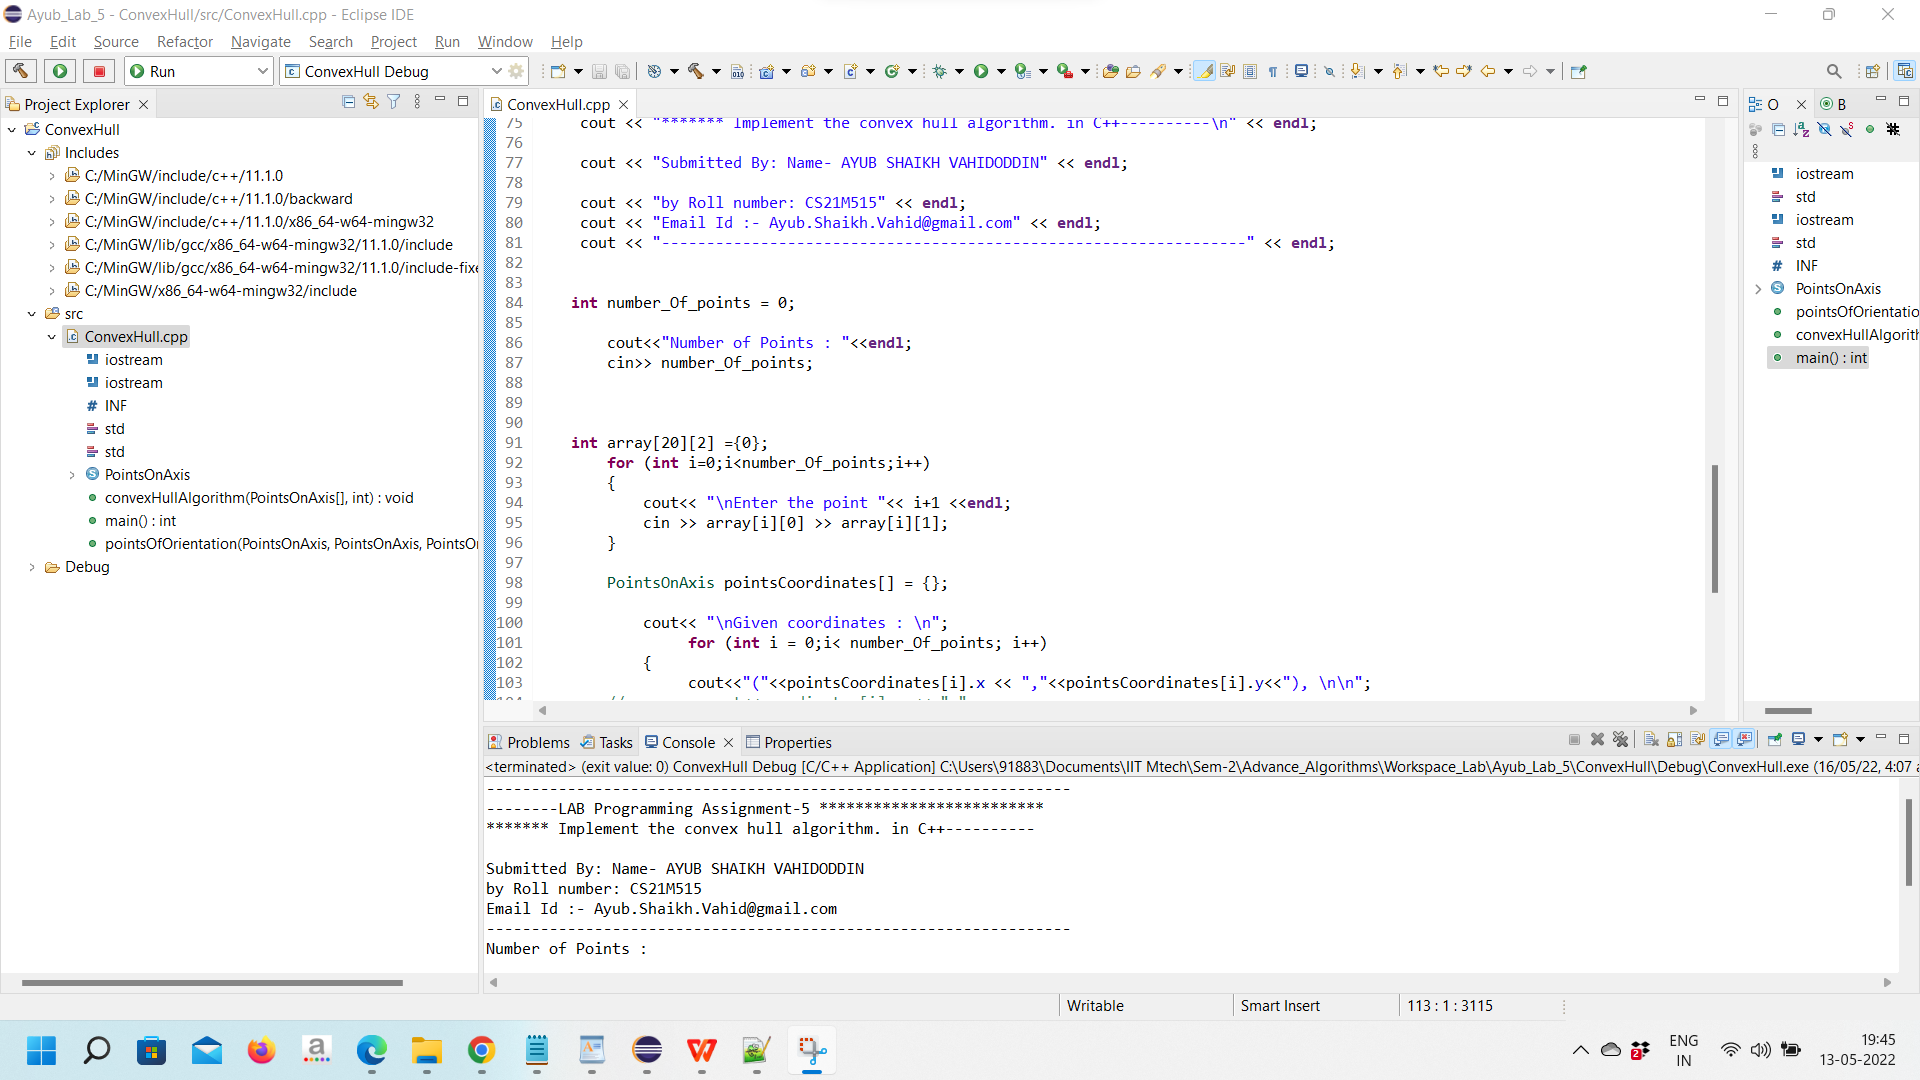 Ayub_Lab_5 - ConvexHull/src/ConvexHull.cpp - Eclipse IDE
File Edit Source Refactor Navigate Search Project Run Window Help
Run
ConvexHull Debug
Project Explorer
ConvexHull
Includes
C:/MinGW/include/c++/11.1.0
C:/MinGW/include/c++/11.1.0/backward
C:/MinGW/include/c++/11.1.0/x86_64-w64-mingw32
C:/MinGW/lib/gcc/x86_64-w64-mingw32/11.1.0/include
C:/MinGW/lib/gcc/x86_64-w64-mingw32/11.1.0/include-fixe
C:/MinGW/x86_64-w64-mingw32/include
src
ConvexHull.cpp
iostream
iostream
# INF
std
std
PointsOnAxis
convexHullAlgorithm(PointsOnAxis[], int) : void
main() : int
pointsOfOrientation(PointsOnAxis, PointsOnAxis, PointsO
Debug
ConvexHull.cpp
75 cout << "******* Implement the convex hull algorithm. in C++----------\n" << endl;
76
77 cout << "Submitted By: Name- AYUB SHAIKH VAHIDODDIN" << endl;
78
79 cout << "by Roll number: CS21M515" << endl;
80 cout << "Email Id :- Ayub.Shaikh.Vahid@gmail.com" << endl;
81 cout << "-----------------------------------------------------------------" << endl;
82
83
84 int number_Of_points = 0;
85
86 cout<<"Number of Points : "<<endl;
87 cin>> number_Of_points;
88
89
90
91 int array[20][2] ={0};
92 for (int i=0;i<number_Of_points;i++)
93 {
94 cout<< "\nEnter the point "<< i+1 <<endl;
95 cin >> array[i][0] >> array[i][1];
96 }
97
98 PointsOnAxis pointsCoordinates[] = {};
99
100 cout<< "\nGiven coordinates : \n";
101 for (int i = 0;i< number_Of_points; i++)
102 {
103 cout<<"("<<pointsCoordinates[i].x << ","<<pointsCoordinates[i].y<<"), \n\n";
O
B
iostream
std
iostream
std
# INF
PointsOnAxis
pointsOfOrientatio
convexHullAlgorith
main() : int
Problems Tasks Console Properties
<terminated> (exit value: 0) ConvexHull Debug [C/C++ Application] C:\Users\91883\Documents\IIT Mtech\Sem-2\Advance_Algorithms\Workspace_Lab\Ayub_Lab_5\ConvexHull\Debug\ConvexHull.exe (16/05/22, 4:07 a
-----------------------------------------------------------------
--------LAB Programming Assignment-5 *************************
******* Implement the convex hull algorithm. in C++----------
Submitted By: Name- AYUB SHAIKH VAHIDODDIN
by Roll number: CS21M515
Email Id :- Ayub.Shaikh.Vahid@gmail.com
-----------------------------------------------------------------
Number of Points :
Writable
Smart Insert
113 : 1 : 3115
2
ENG
IN
19:45
13-05-2022